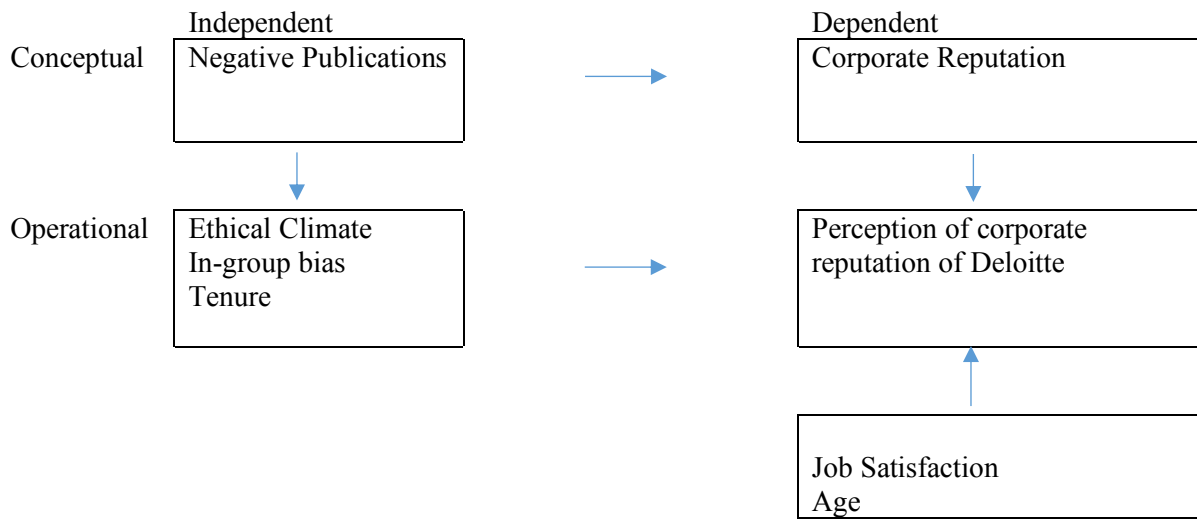 Independent
Dependent
Conceptual
Negative Publications
Corporate Reputation
Operational
Ethical Climate
In-group bias
Tenure
Perception of corporate
reputation of Deloitte
Job Satisfaction
Age